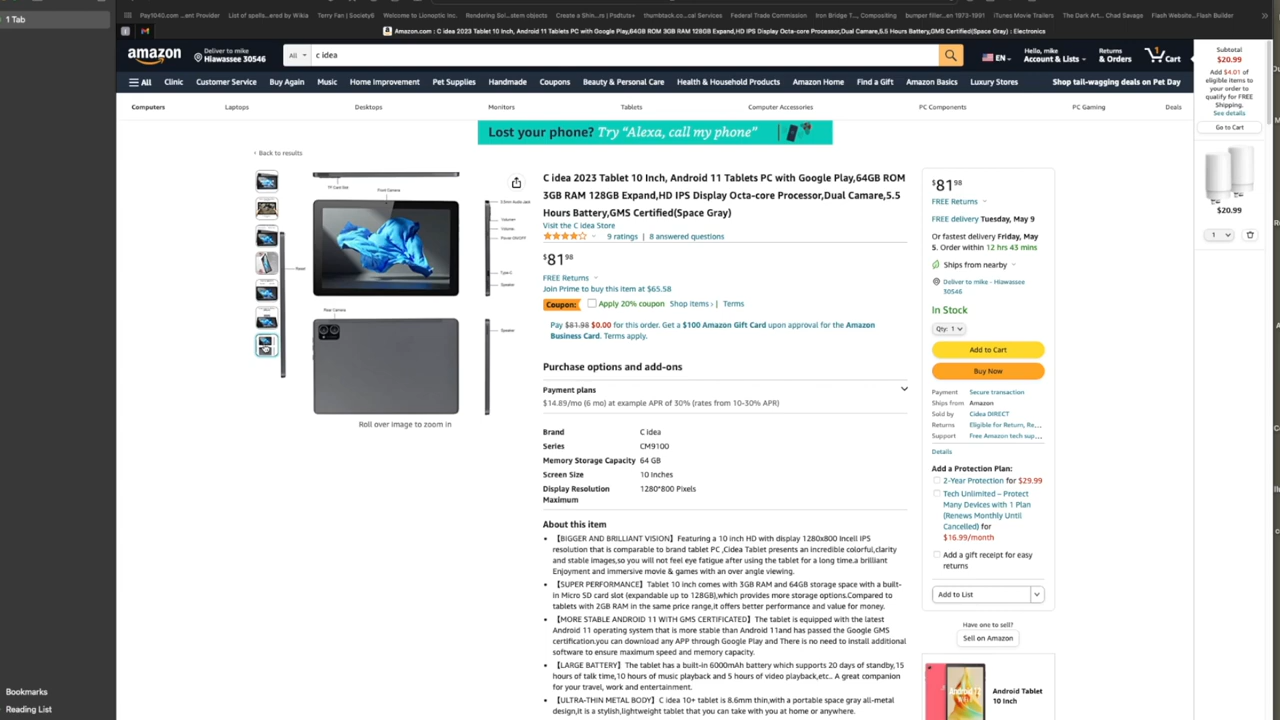 1 Tab
Pay1040.com ...ent Provider
List of spells...ered by Wikia
Terry Fan | Society6
Welcome to Lionoptic Inc.
Rendering Sol...stem objects
Create a Shin...rs | Psdtuts+
thumbtack.co...cal Services
Federal Trade Commission
Iron Bridge T..., Compositing
bumper filler...en 1973-1991
iTunes Movie Trailers
The Dark Art... Chad Savage
Flash Website...Flash Builder
Amazon.com : C idea 2023 Tablet 10 Inch, Android 11 Tablets PC with Google Play,64GB ROM 3GB RAM 128GB Expand,HD IPS Display Octa-core Processor,Dual Camare,5.5 Hours Battery,GMS Certified(Space Gray) : Electronics
amazon
Deliver to mike
Hiawassee 30546
All
c idea
EN
Hello, mike
Account & Lists
Returns
& Orders
1
Cart
Subtotal
$20.99
Add $4.01 of
eligible items to
your order to
qualify for FREE
Shipping.
See details
Go to Cart
$20.99
1
All
Clinic
Customer Service
Buy Again
Music
Home Improvement
Pet Supplies
Handmade
Coupons
Beauty & Personal Care
Health & Household Products
Amazon Home
Find a Gift
Amazon Basics
Luxury Stores
Shop tail-wagging deals on Pet Day
Computers
Laptops
Desktops
Monitors
Tablets
Computer Accessories
PC Components
PC Gaming
Deals
Lost your phone? Try “Alexa, call my phone”
‹ Back to results
TF Card Slot
Front Camera
3.5mm Audio Jack
Volume+
Volume-
Power ON/OFF
Reset
Type-C
Speaker
Rear Camera
Speaker
Roll over image to zoom in
C idea 2023 Tablet 10 Inch, Android 11 Tablets PC with Google Play,64GB ROM
3GB RAM 128GB Expand,HD IPS Display Octa-core Processor,Dual Camare,5.5
Hours Battery,GMS Certified(Space Gray)
Visit the C idea Store
9 ratings | 8 answered questions
$81.98
FREE Returns
Join Prime to buy this item at $65.58
Coupon: Apply 20% coupon Shop items › | Terms
Pay $81.98 $0.00 for this order. Get a $100 Amazon Gift Card upon approval for the Amazon
Business Card. Terms apply.
Purchase options and add-ons
Payment plans
$14.89/mo (6 mo) at example APR of 30% (rates from 10-30% APR)
Brand C idea
Series CM9100
Memory Storage Capacity 64 GB
Screen Size 10 Inches
Display Resolution 1280*800 Pixels
Maximum
About this item
• 【BIGGER AND BRILLIANT VISION】Featuring a 10 inch HD with display 1280x800 Incell IPS
resolution that is comparable to brand tablet PC ,Cidea Tablet presents an incredible colorful,clarity
and stable images,so you will not feel eye fatigue after using the tablet for a long time.a brilliant
Enjoyment and immersive movie & games with an over angle viewing.
• 【SUPER PERFORMANCE】Tablet 10 inch comes with 3GB RAM and 64GB storage space with a built-
in Micro SD card slot (expandable up to 128GB),which provides more storage options.Compared to
tablets with 2GB RAM in the same price range,it offers better performance and value for money.
• 【MORE STABLE ANDROID 11 WITH GMS CERTIFICATED】The tablet is equipped with the latest
Android 11 operating system that is more stable than Android 11and has passed the Google GMS
certification,you can download any APP through Google Play and There is no need to install additional
software to ensure maximum speed and memory capacity.
• 【LARGE BATTERY】The tablet has a built-in 6000mAh battery which supports 20 days of standby,15
hours of talk time,10 hours of music playback and 5 hours of video playback,etc.. A great companion
for your travel, work and entertainment.
• 【ULTRA-THIN METAL BODY】C idea 10+ tablet is 8.6mm thin,with a portable space gray all-metal
design,it is a stylish,lightweight tablet that you can take with you at home or anywhere.
$81.98
FREE Returns
FREE delivery Tuesday, May 9
Or fastest delivery Friday, May
5. Order within 12 hrs 43 mins
Ships from nearby
Deliver to mike - Hiawassee
30546
In Stock
Qty: 1
Add to Cart
Buy Now
Payment Secure transaction
Ships from Amazon
Sold by Cidea DIRECT
Returns Eligible for Return, Re...
Support Free Amazon tech sup...
Details
Add a Protection Plan:
2-Year Protection for $29.99
Tech Unlimited – Protect
Many Devices with 1 Plan
(Renews Monthly Until
Cancelled) for
$16.99/month
Add a gift receipt for easy
returns
Add to List
Have one to sell?
Sell on Amazon
Android Tablet
10 Inch
Bookmarks
Reading List